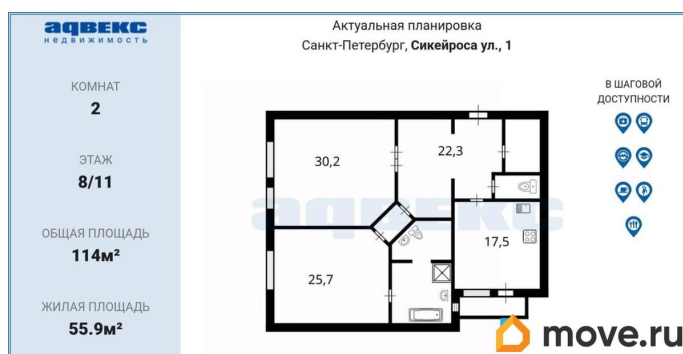 адвекс
НЕДВИЖИМОСТЬ
КОМНАТ
2
ЭТАЖ
8/11
ОБЩАЯ ПЛОЩАДЬ
114м²
ЖИЛАЯ ПЛОЩАДЬ
55.9м²
Актуальная планировка
Санкт-Петербург, Сикейроса ул., 1
30,2
22,3
25,7
17,5
адвекс
В ШАГОВОЙ
ДОСТУПНОСТИ
move.ru